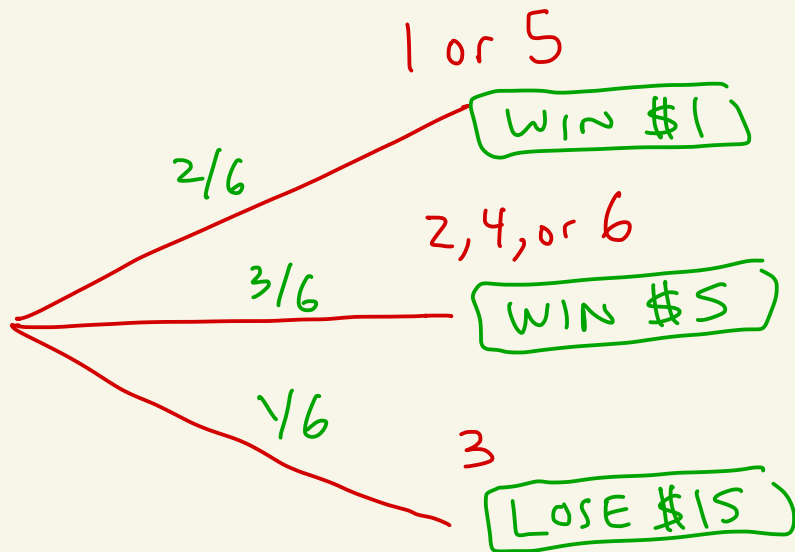 1 or 5
WIN $1
2/6
2, 4, or 6
3/6
WIN $5
1/6
3
LOSE $15